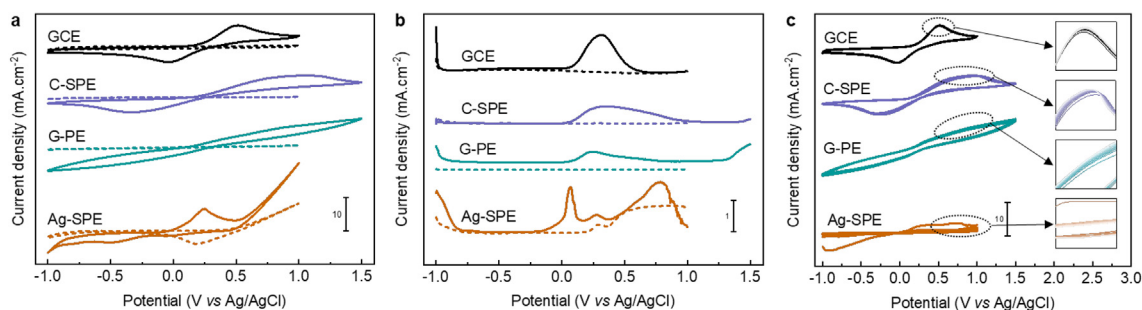 a
GCE
C-SPE
G-PE
Ag-SPE
10
Current density (mA.cm⁻²)
-1.0 -0.5 0.0 0.5 1.0 1.5
Potential (V vs Ag/AgCl)
b
GCE
C-SPE
G-PE
Ag-SPE
1
Current density (mA.cm⁻²)
-1.0 -0.5 0.0 0.5 1.0 1.5
Potential (V vs Ag/AgCl)
c
GCE
C-SPE
G-PE
Ag-SPE
10
Current density (mA.cm⁻²)
-1.0 -0.5 0.0 0.5 1.0 1.5 2.0 2.5 3.0
Potential (V vs Ag/AgCl)